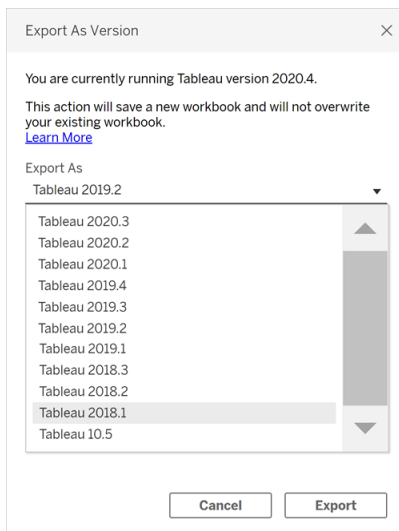 Export As Version
You are currently running Tableau version 2020.4.
This action will save a new workbook and will not overwrite
your existing workbook.
Learn More
Export As
Tableau 2019.2
Tableau 2020.3
Tableau 2020.2
Tableau 2020.1
Tableau 2019.4
Tableau 2019.3
Tableau 2019.2
Tableau 2019.1
Tableau 2018.3
Tableau 2018.2
Tableau 2018.1
Tableau 10.5
Cancel Export